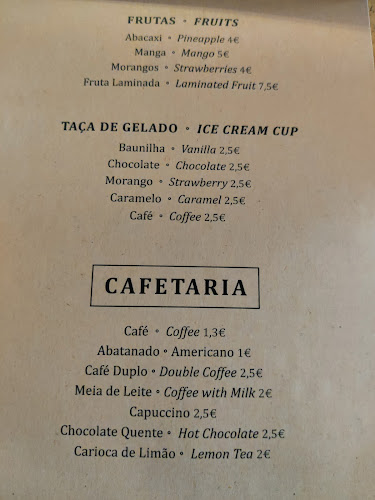 FRUTAS • FRUITS
Abacaxi • Pineapple 4€
Manga • Mango 5€
Morangos • Strawberries 4€
Fruta Laminada • Laminated Fruit 7,5€
TAÇA DE GELADO • ICE CREAM CUP
Baunilha • Vanilla 2,5€
Chocolate • Chocolate 2,5€
Morango • Strawberry 2,5€
Caramelo • Caramel 2,5€
Café • Coffee 2,5€
CAFETARIA
Café • Coffee 1,3€
Abatanado • Americano 1€
Café Duplo • Double Coffee 2,5€
Meia de Leite • Coffee with Milk 2€
Capuccino 2,5€
Chocolate Quente • Hot Chocolate 2,5€
Carioca de Limão • Lemon Tea 2€